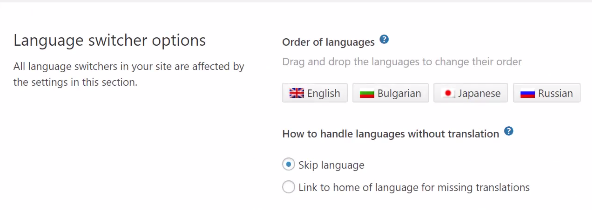 Language switcher options
All language switchers in your site are affected by
the settings in this section.
Order of languages ?
Drag and drop the languages to change their order
English Bulgarian Japanese Russian
How to handle languages without translation ?
Skip language
Link to home of language for missing translations